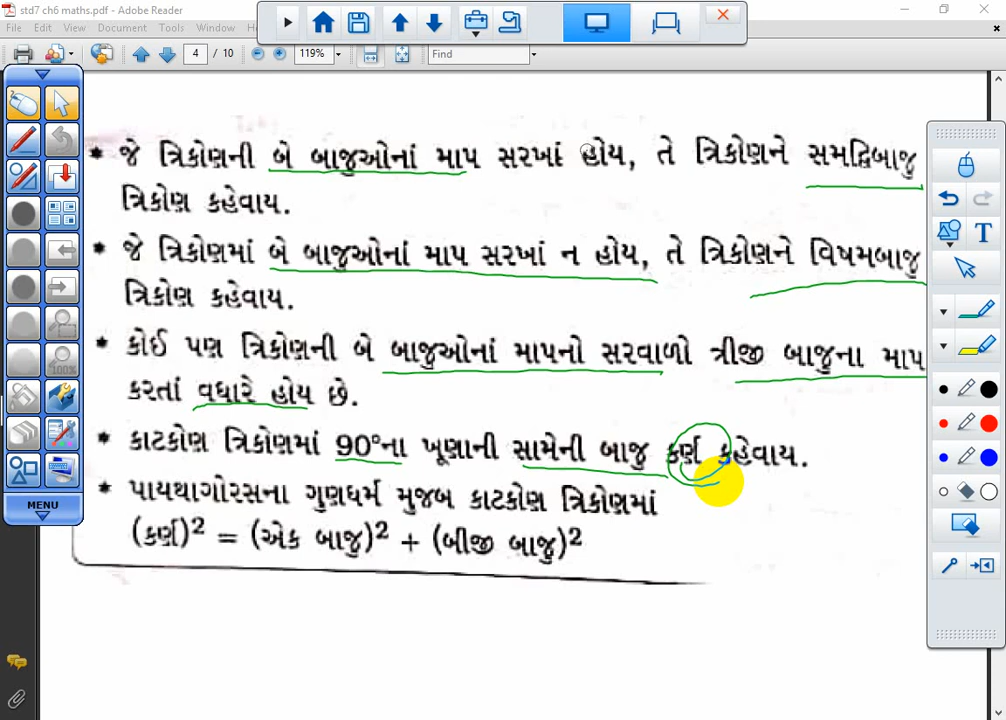 std7 ch6 maths.pdf - Adobe Reader
File Edit View Document Tools Window
4 / 10 119% Find
* જે ત્રિકોણની બે બાજુઓનાં માપ સરખાં હોય, તે ત્રિકોણને સમદ્વિબાજુ
ત્રિકોણ કહેવાય.
* જે ત્રિકોણમાં બે બાજુઓનાં માપ સરખાં ન હોય, તે ત્રિકોણને વિષમબાજુ
ત્રિકોણ કહેવાય.
* કોઈ પણ ત્રિકોણની બે બાજુઓનાં માપનો સરવાળો ત્રીજી બાજુના માપ
કરતાં વધારે હોય છે.
* કાટકોણ ત્રિકોણમાં 90°ના ખૂણાની સામેની બાજુ કર્ણ કહેવાય.
* પાયથાગોરસના ગુણધર્મ મુજબ કાટકોણ ત્રિકોણમાં
(કર્ણ)² = (એક બાજુ)² + (બીજી બાજુ)²
100%
MENU
T